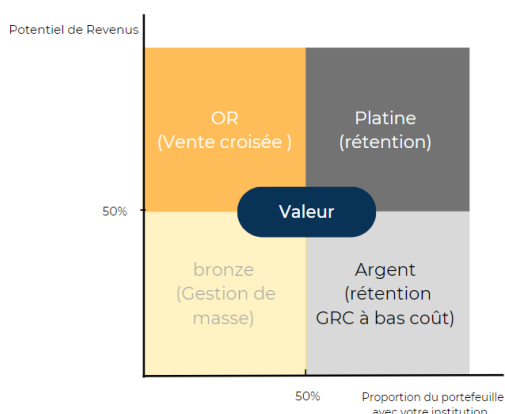 Potentiel de Revenus
OR
(Vente croisée )
Platine
(rétention)
50%
Valeur
bronze
(Gestion de
masse)
Argent
(rétention
GRC à bas coût)
50%
Proportion du portefeuille
avec votre institution